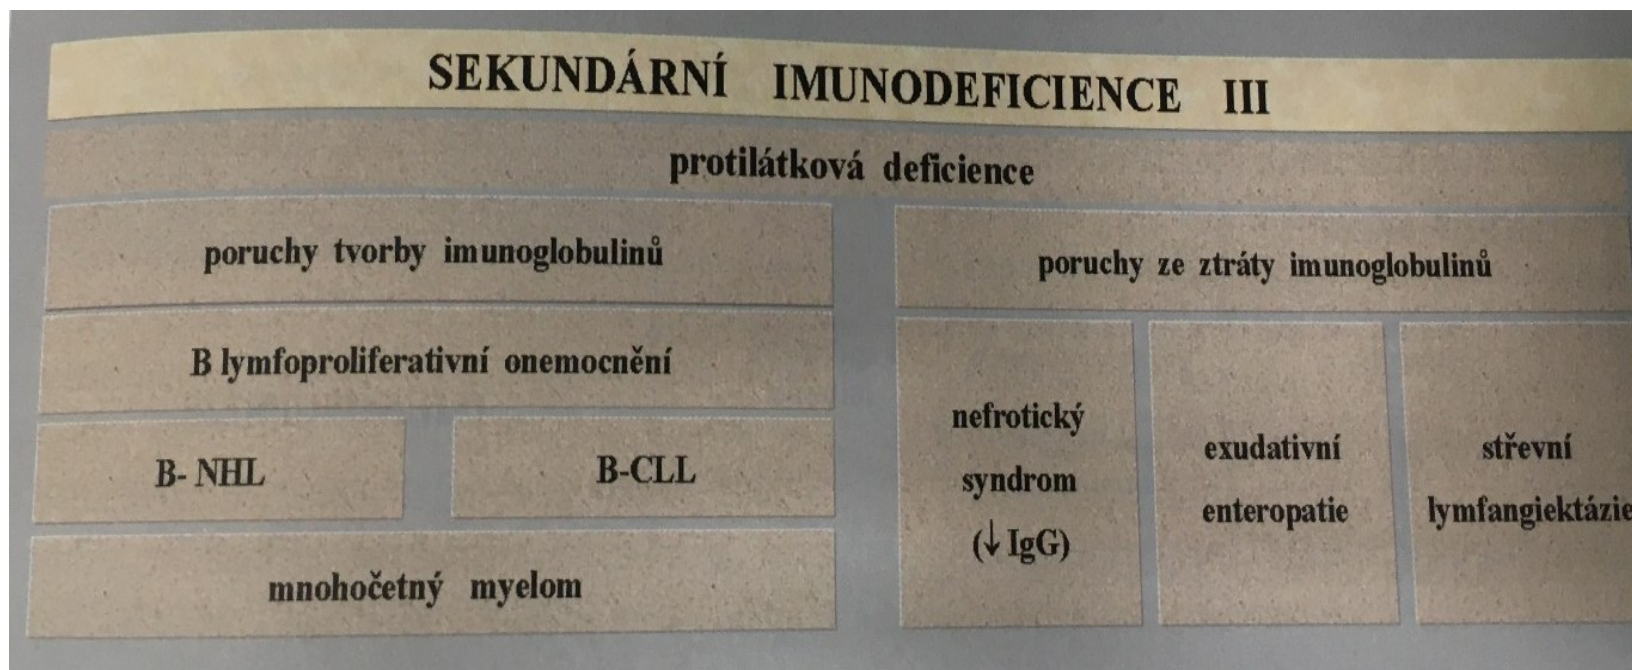 SEKUNDÁRNÍ IMUNODEFICIENCE III
protilátková deficience
poruchy tvorby imunoglobulinů
B lymfoproliferativní onemocnění
B- NHL
B-CLL
mnohočetný myelom
poruchy ze ztráty imunoglobulinů
nefrotický
syndrom
(↓ IgG)
exudativní
enteropatie
střevní
lymfangiektázie